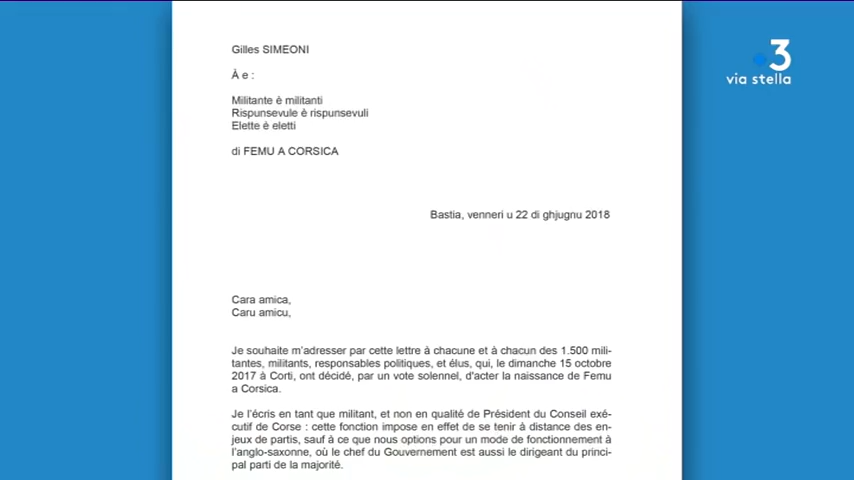 Gilles SIMEONI
À e :
Militante è militanti
Rispunsevule è rispunsevuli
Elette è eletti
di FEMU A CORSICA
3
via stella
Bastia, venneri u 22 di ghjugnu 2018
Cara amica,
Caru amicu,
Je souhaite m'adresser par cette lettre à chacune et à chacun des 1.500 mili-
tantes, militants, responsables politiques, et élus, qui, le dimanche 15 octobre
2017 à Corti, ont décidé, par un vote solennel, d'acter la naissance de Femu
a Corsica.
Je l'écris en tant que militant, et non en qualité de Président du Conseil exé-
cutif de Corse : cette fonction impose en effet de se tenir à distance des en-
jeux de partis, sauf à ce que nous options pour un mode de fonctionnement à
l'anglo-saxonne, où le chef du Gouvernement est aussi le dirigeant du princi-
pal parti de la majorité.